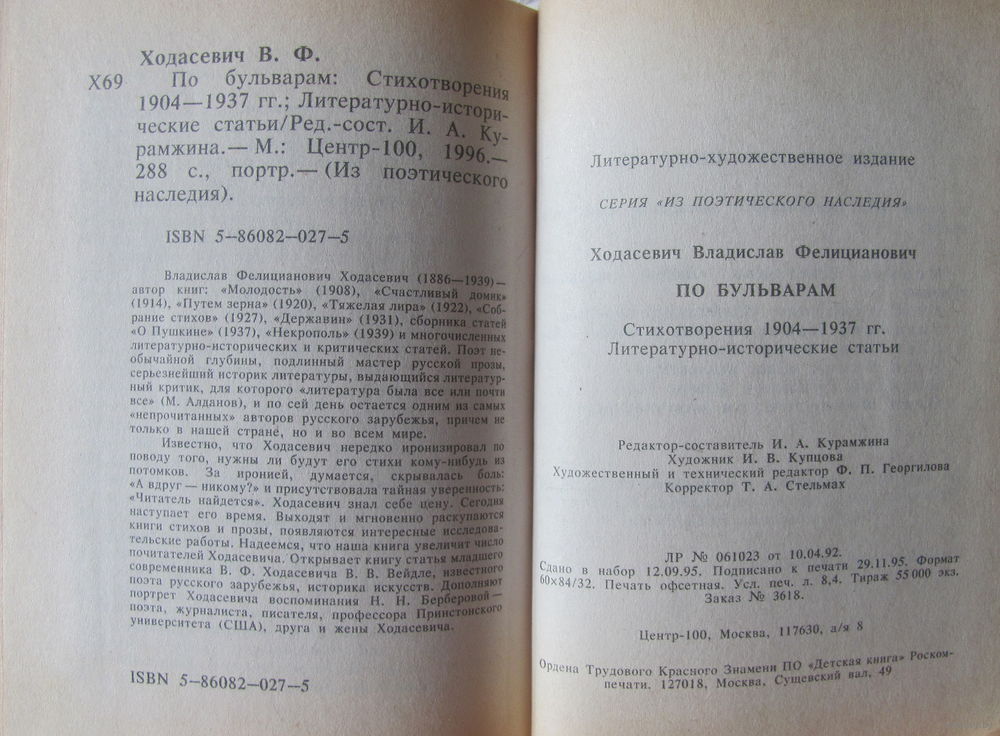 Ходасевич В. Ф.
Х69 По бульварам: Стихотворения
1904—1937 гг.; Литературно-истори-
ческие статьи/Ред.-сост. И. А. Ку-
рамжина.— М.: Центр-100, 1996.—
288 с., портр.— (Из поэтического
наследия).
ISBN 5—86082—027—5
Владислав Фелицианович Ходасевич (1886—1939)—
автор книг: «Молодость» (1908), «Счастливый домик»
(1914), «Путем зерна» (1920), «Тяжелая лира» (1922), «Соб-
рание стихов» (1927), «Державин» (1931), сборника статей
«О Пушкине» (1937), «Некрополь» (1939) и многочисленных
литературно-исторических и критических статей. Поэт не-
обычайной глубины, подлинный мастер русской прозы,
серьезнейший историк литературы, выдающийся литератур-
ный критик, для которого «литература была все или почти
все» (М. Алданов), и по сей день остается одним из самых
«непрочитанных» авторов русского зарубежья, причем не
только в нашей стране, но и во всем мире.
Известно, что Ходасевич нередко иронизировал по
поводу того, нужны ли будут его стихи кому-нибудь из
потомков. За иронией, думается, скрывалась боль:
"А вдруг — никому?» и присутствовала тайная уверенность:
«Читатель найдется». Ходасевич знал себе цену. Сегодня
наступает его время. Выходят и мгновенно раскупаются
книги стихов и прозы, появляются интересные исследова-
тельские работы. Надеемся, что наша книга увеличит число
почитателей Ходасевича. Открывает книгу статья младшего
современника В. Ф. Ходасевича В. В. Вейдле, известного
поэта русского зарубежья, историка искусств. Дополняют
портрет Ходасевича воспоминания Н. Н. Берберовой —
поэта, журналиста, писателя, профессора Принстонского
университета (США), друга и жены Ходасевича.
ISBN 5—86082—027—5
Литературно-художественное издание
СЕРИЯ «ИЗ ПОЭТИЧЕСКОГО НАСЛЕДИЯ»
Ходасевич Владислав Фелицианович
ПО БУЛЬВАРАМ
Стихотворения 1904—1937 гг.
Литературно-исторические статьи
Редактор-составитель И. А. Курамжина
Художник И. В. Купцова
Художественный и технический редактор Ф. П. Георгилова
Корректор Т. А. Стельмах
ЛР № 061023 от 10.04.92.
Сдано в набор 12.09.95. Подписано к печати 29.11.95. Формат
60×84/32. Печать офсетная. Усл. печ. л. 8,4. Тираж 55 000 экз.
Заказ № 3618.
Центр-100, Москва, 117630, а/я 8
Ордена Трудового Красного Знамени ПО «Детская книга» Роском-
печати. 127018, Москва, Сущевский вал, 49